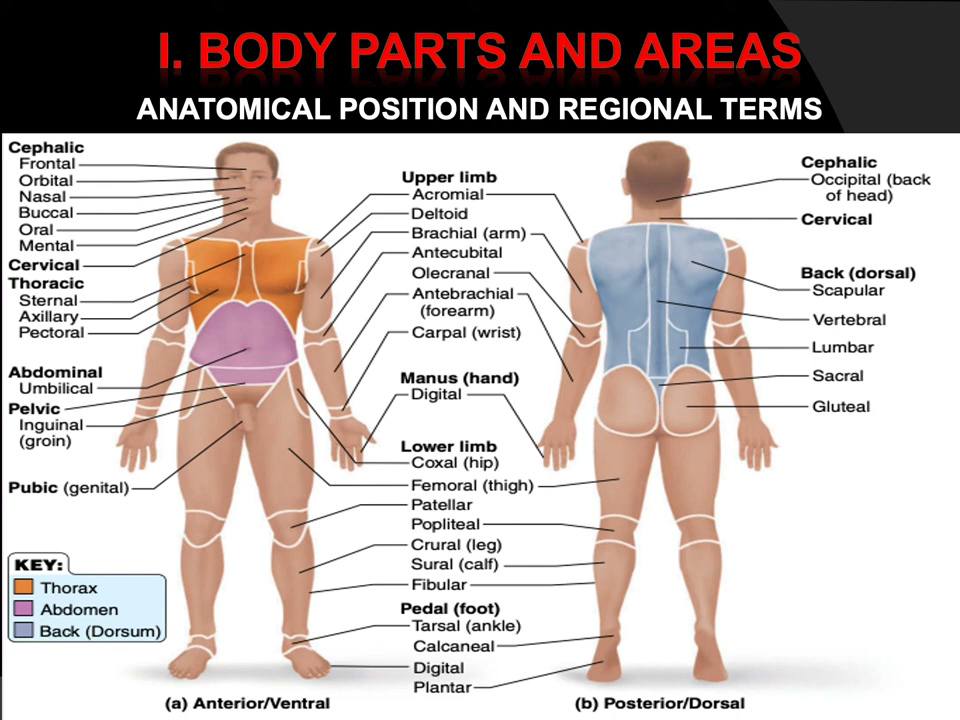 I. BODY PARTS AND AREAS
ANATOMICAL POSITION AND REGIONAL TERMS
Cephalic
Frontal
Orbital
Nasal
Buccal
Oral
Mental
Cervical
Thoracic
Sternal
Axillary
Pectoral
Abdominal
Umbilical
Pelvic
Inguinal
(groin)
Pubic (genital)
KEY:
Thorax
Abdomen
Back (Dorsum)
Upper limb
Acromial
Deltoid
Brachial (arm)
Antecubital
Olecranal
Antebrachial
(forearm)
Carpal (wrist)
Manus (hand)
Digital
Lower limb
Coxal (hip)
Femoral (thigh)
Patellar
Popliteal
Crural (leg)
Sural (calf)
Fibular
Pedal (foot)
Tarsal (ankle)
Calcaneal
Digital
Plantar
Cephalic
Occipital (back
of head)
Cervical
Back (dorsal)
Scapular
Vertebral
Lumbar
Sacral
Gluteal
(a) Anterior/Ventral
(b) Posterior/Dorsal